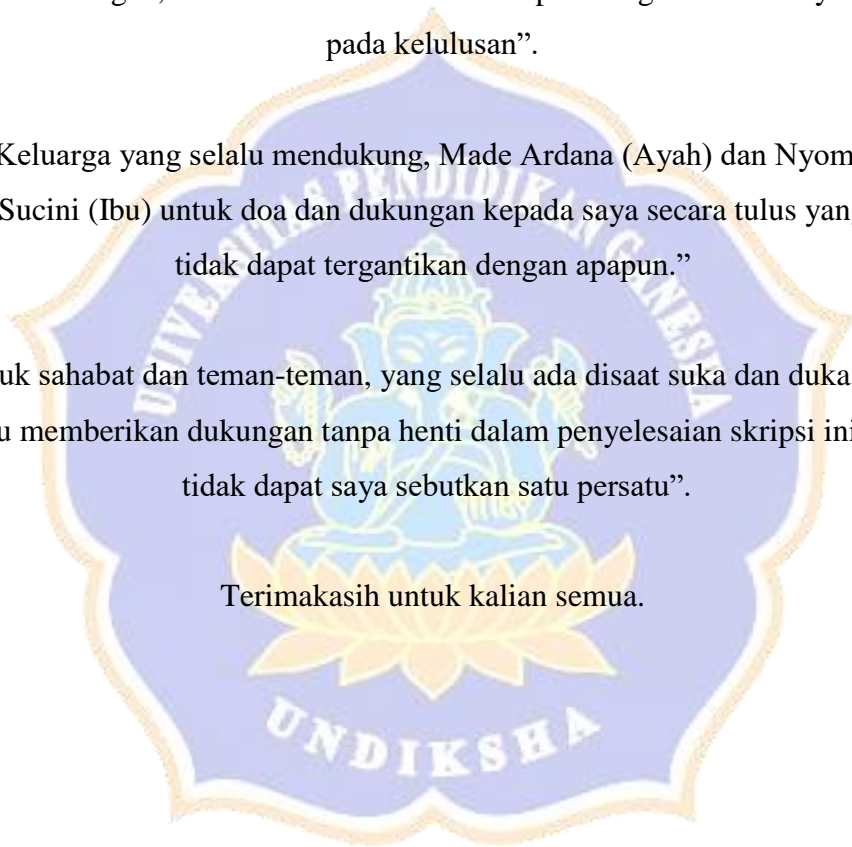 pada kelulusan”.
Keluarga yang selalu mendukung, Made Ardana (Ayah) dan Nyom
Sucini (Ibu) untuk doa dan dukungan kepada saya secara tulus yan
tidak dapat tergantikan dengan apapun.”
uk sahabat dan teman-teman, yang selalu ada disaat suka dan duka
u memberikan dukungan tanpa henti dalam penyelesaian skripsi ini
tidak dapat saya sebutkan satu persatu”.
Terimakasih untuk kalian semua.
UNIVERSITAS PENDIDIKAN GANESHA
UNDIKSHA